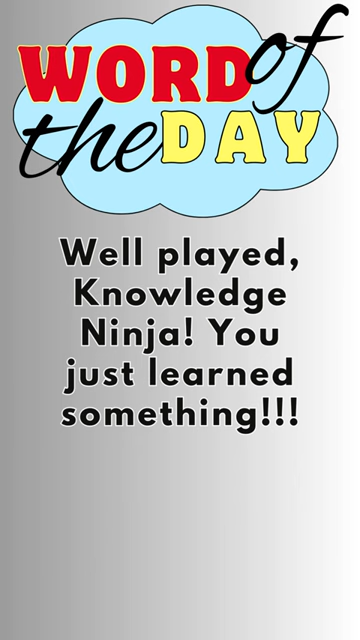 WORD of
the DAY
Well played,
Knowledge
Ninja! You
just learned
something!!!